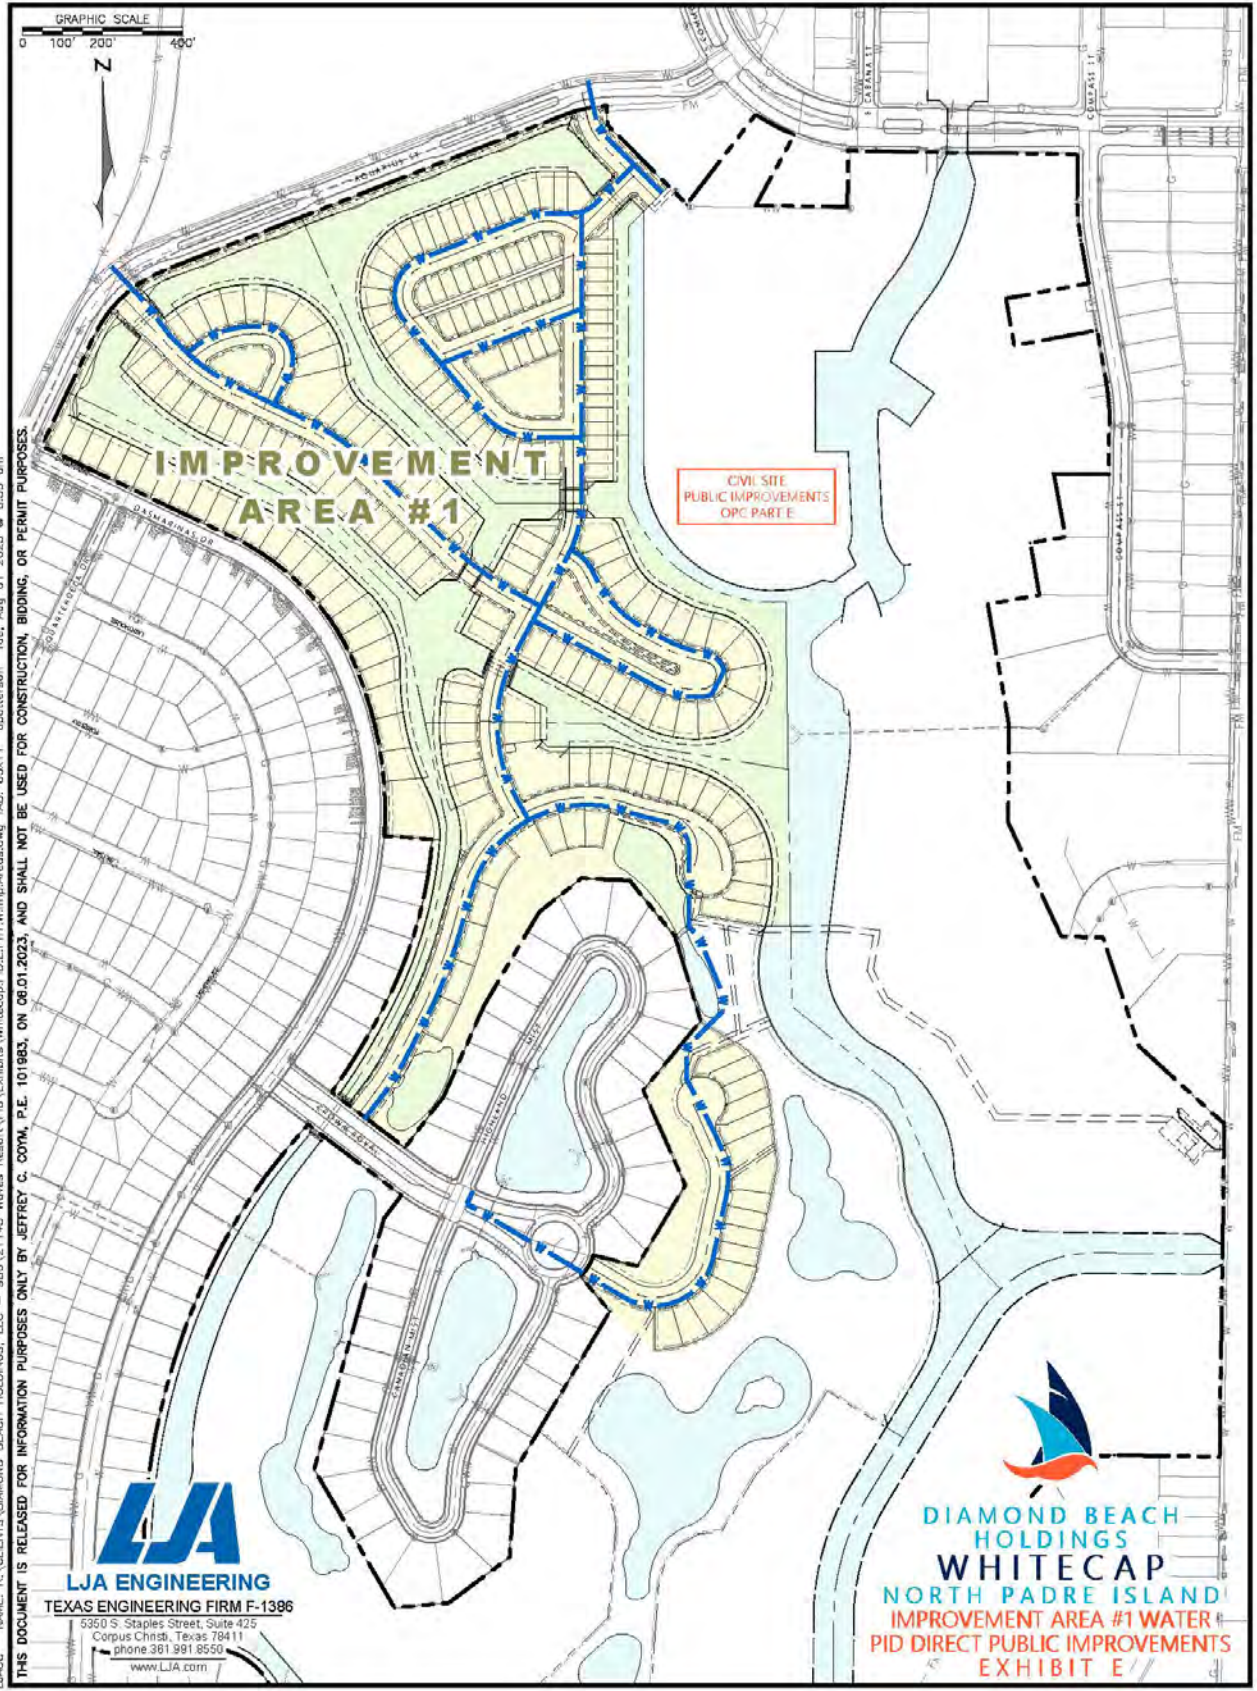 GRAPHIC SCALE
0 100' 200' 400'
N
AQUARIUS ST
CABANA ST
COMPASS ST
IMPROVEMENT
AREA #1
CIVIL SITE
PUBLIC IMPROVEMENTS
OPC PART E
DASMARINAS DR
QUARTERDECK DR
COMPASS ST
HIGHLAND MIST
CANADIAN MIST
THIS DOCUMENT IS RELEASED FOR INFORMATION PURPOSES ONLY BY JEFFREY C. COYM, P.E. 101983, ON 08.01.2023, AND SHALL NOT BE USED FOR CONSTRUCTION, BIDDING, OR PERMIT PURPOSES.
LJA
LJA ENGINEERING
TEXAS ENGINEERING FIRM F-1386
5350 S. Staples Street, Suite 425
Corpus Christi, Texas 78411
phone 361.991.8550
www.LJA.com
DIAMOND BEACH
HOLDINGS
WHITECAP
NORTH PADRE ISLAND
IMPROVEMENT AREA #1 WATER
PID DIRECT PUBLIC IMPROVEMENTS
EXHIBIT E